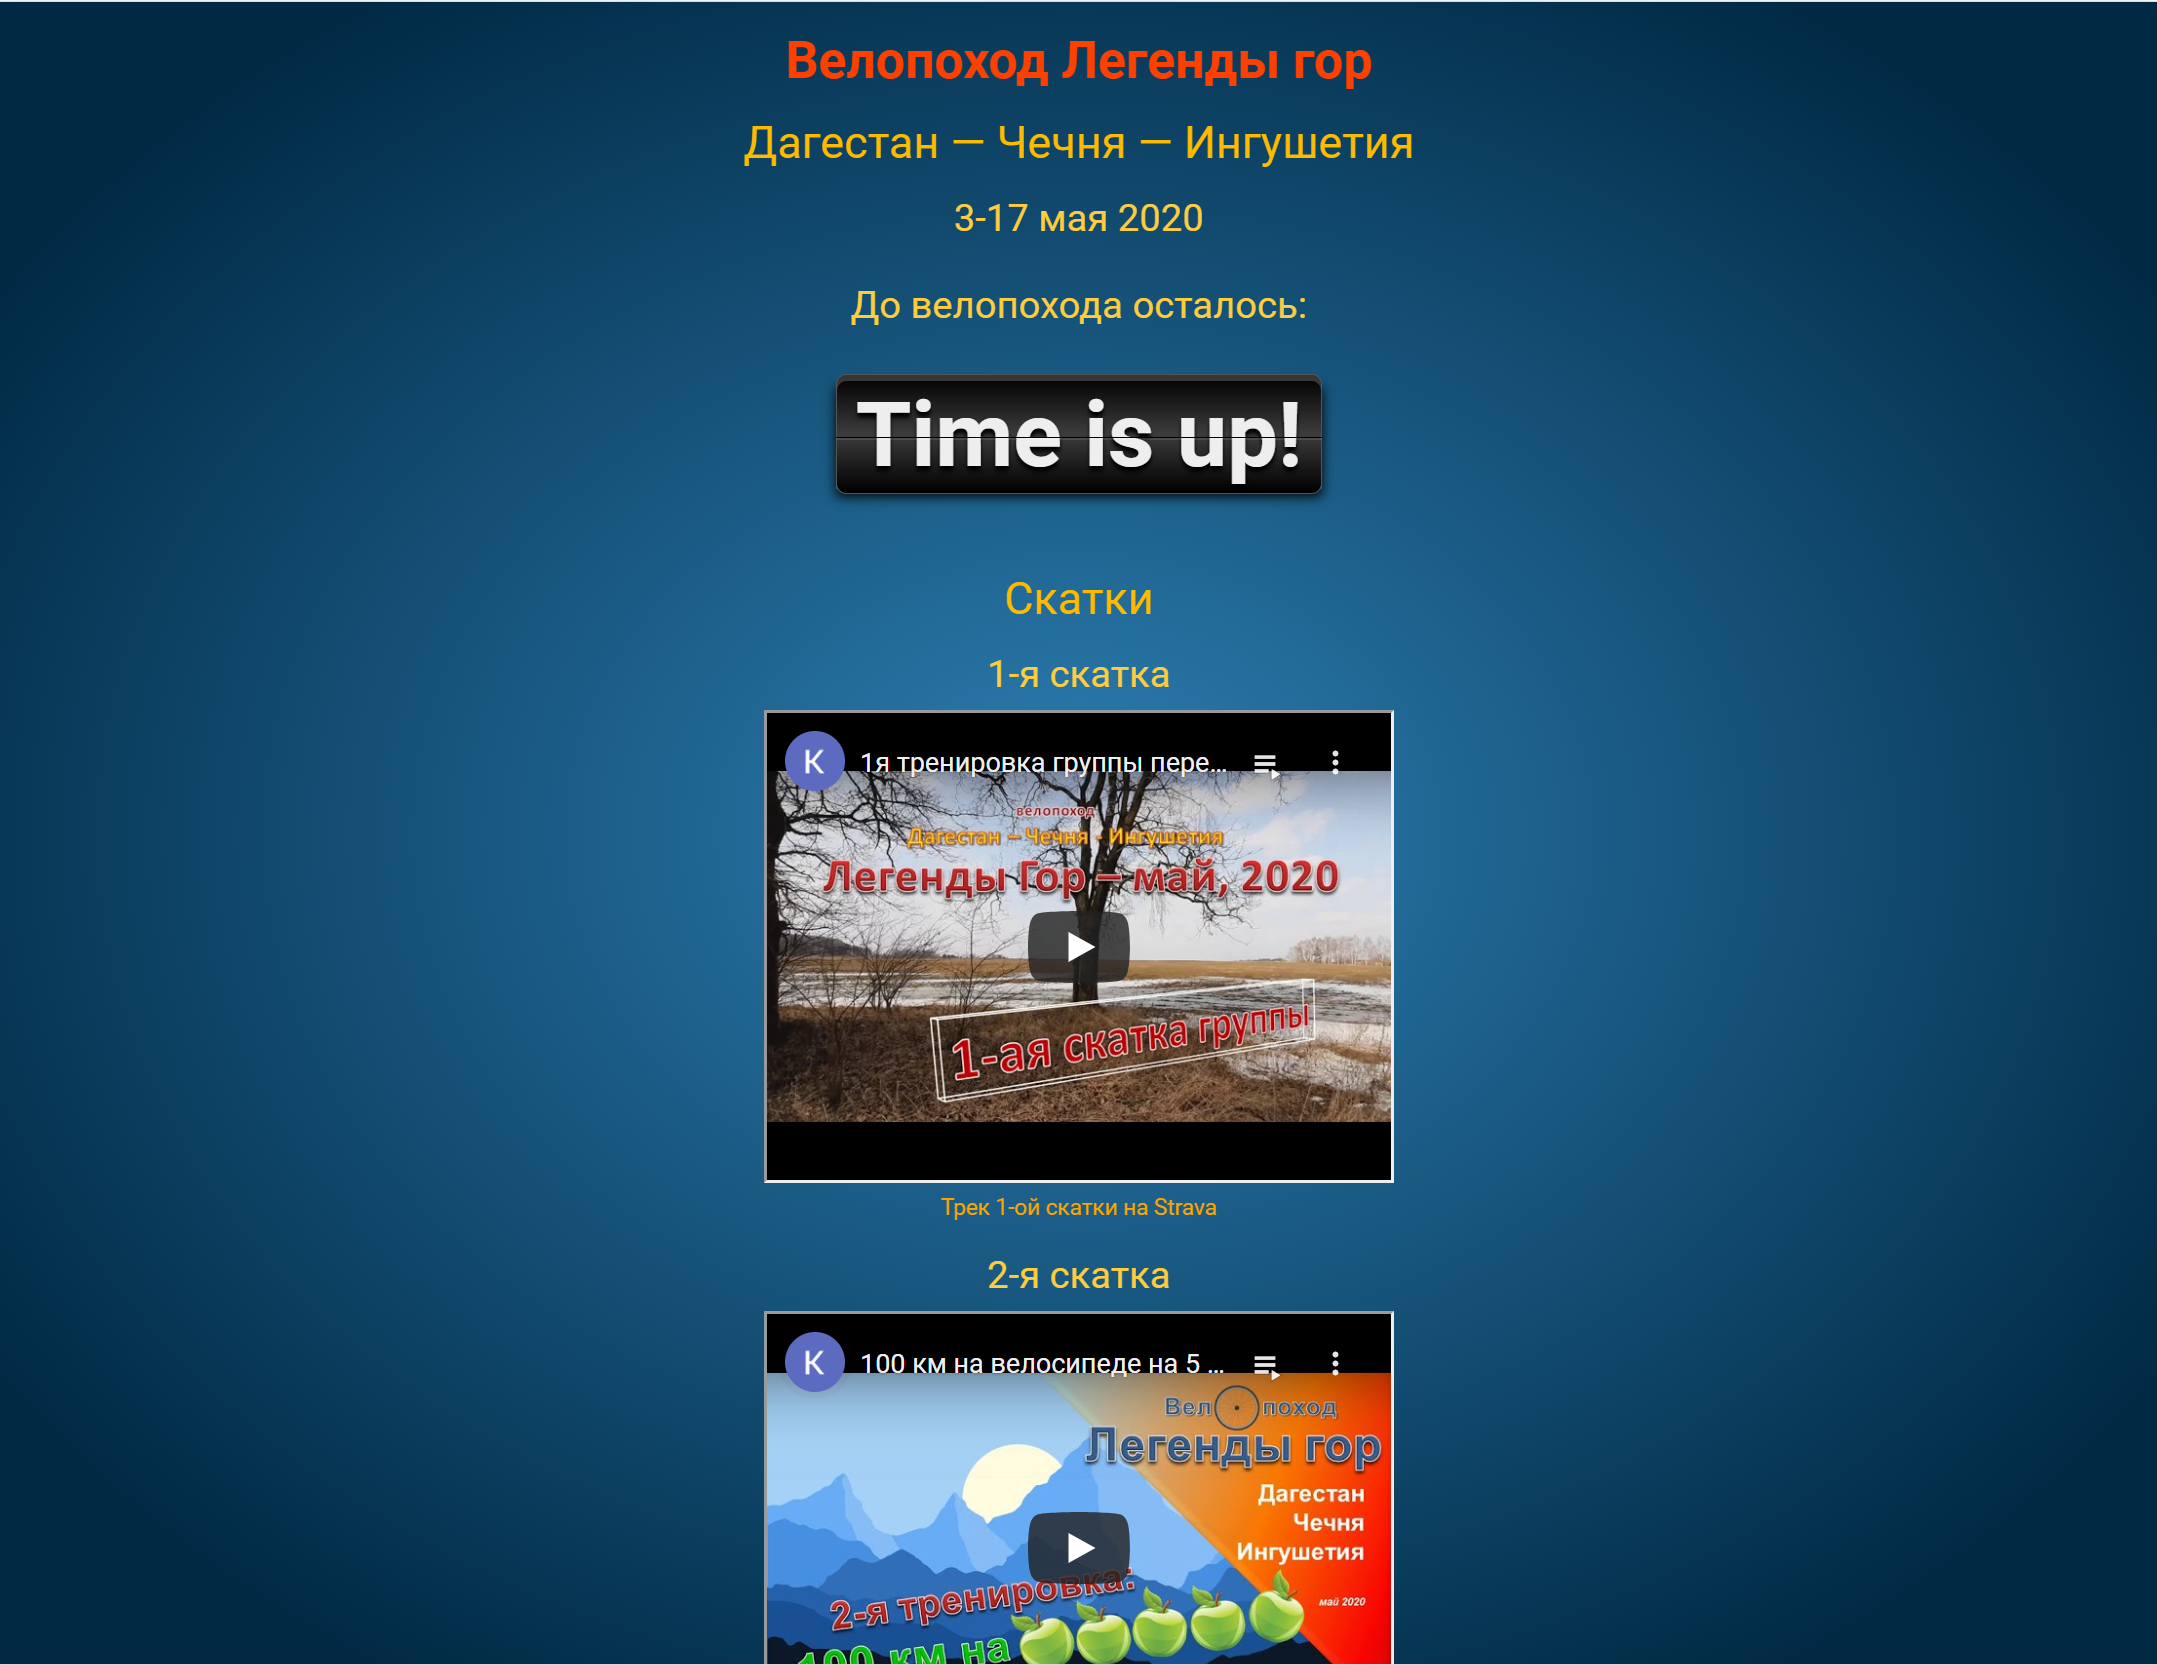 Велопоход Легенды гор
Дагестан — Чечня — Ингушетия
3-17 мая 2020
До велопохода осталось:
Time is up!
Скатки
1-я скатка
K
1я тренировка группы пере...
велопоход
Дагестан – Чечня - Ингушетия
Легенды Гор – май, 2020
1-ая скатка группы
Трек 1-ой скатки на Strava
2-я скатка
K
100 км на велосипеде на 5 ...
Вел поход
Легенды гор
Дагестан
Чечня
Ингушетия
май 2020
2-я тренировка:
100 км на